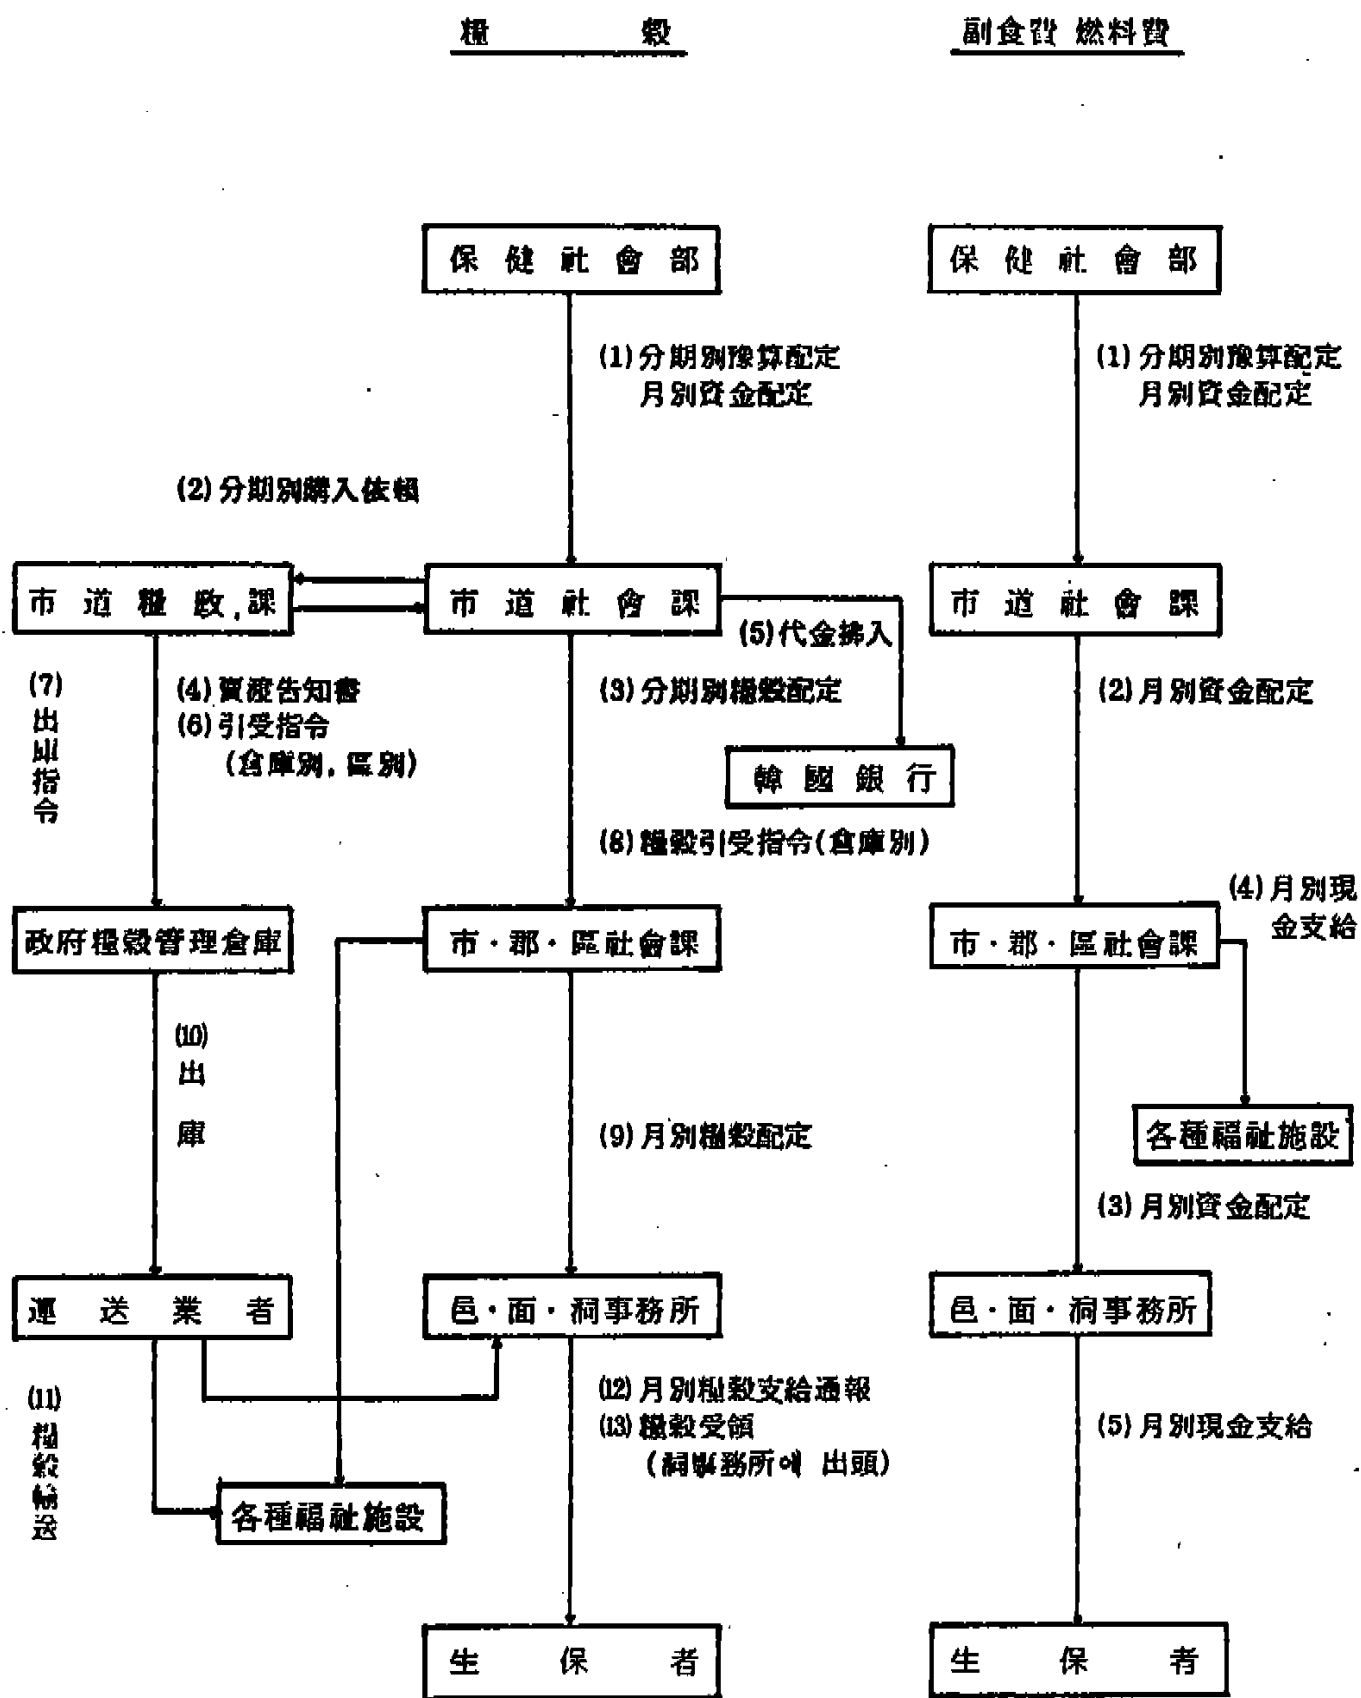 糧穀
副食費 燃料費
保健社會部
保健社會部
(1) 分期別豫算配定
月別資金配定
(1) 分期別豫算配定
月別資金配定
(2) 分期別購入依賴
市道糧政課
市道社會課
市道社會課
(5) 代金拂入
(7) 出庫指令
(4) 賣渡告知書
(6) 引受指令
(倉庫別, 區別)
(3) 分期別糧穀配定
(2) 月別資金配定
韓國銀行
(8) 糧穀引受指令(倉庫別)
(4) 月別現
金支給
政府糧穀管理倉庫
市·郡·區社會課
市·郡·區社會課
(10) 出庫
(9) 月別糧穀配定
各種福祉施設
(3) 月別資金配定
運送業者
邑·面·洞事務所
邑·面·洞事務所
(11) 糧穀輸送
(12) 月別糧穀支給通報
(13) 糧穀受領
(洞事務所에 出頭)
(5) 月別現金支給
各種福祉施設
生保者
生保者